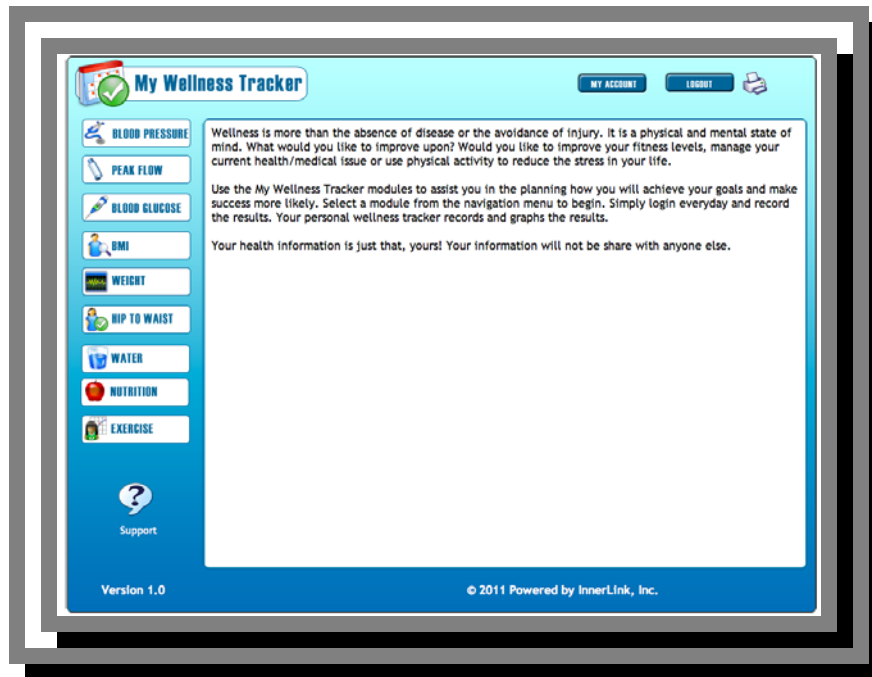 My Wellness Tracker
MY ACCOUNT
LOGOUT
BLOOD PRESSURE
PEAK FLOW
BLOOD GLUCOSE
BMI
WEIGHT
HIP TO WAIST
WATER
NUTRITION
EXERCISE
Support
Wellness is more than the absence of disease or the avoidance of injury. It is a physical and mental state of
mind. What would you like to improve upon? Would you like to improve your fitness levels, manage your
current health/medical issue or use physical activity to reduce the stress in your life.
Use the My Wellness Tracker modules to assist you in the planning how you will achieve your goals and make
success more likely. Select a module from the navigation menu to begin. Simply login everyday and record
the results. Your personal wellness tracker records and graphs the results.
Your health information is just that, yours! Your information will not be share with anyone else.
Version 1.0
© 2011 Powered by InnerLink, Inc.